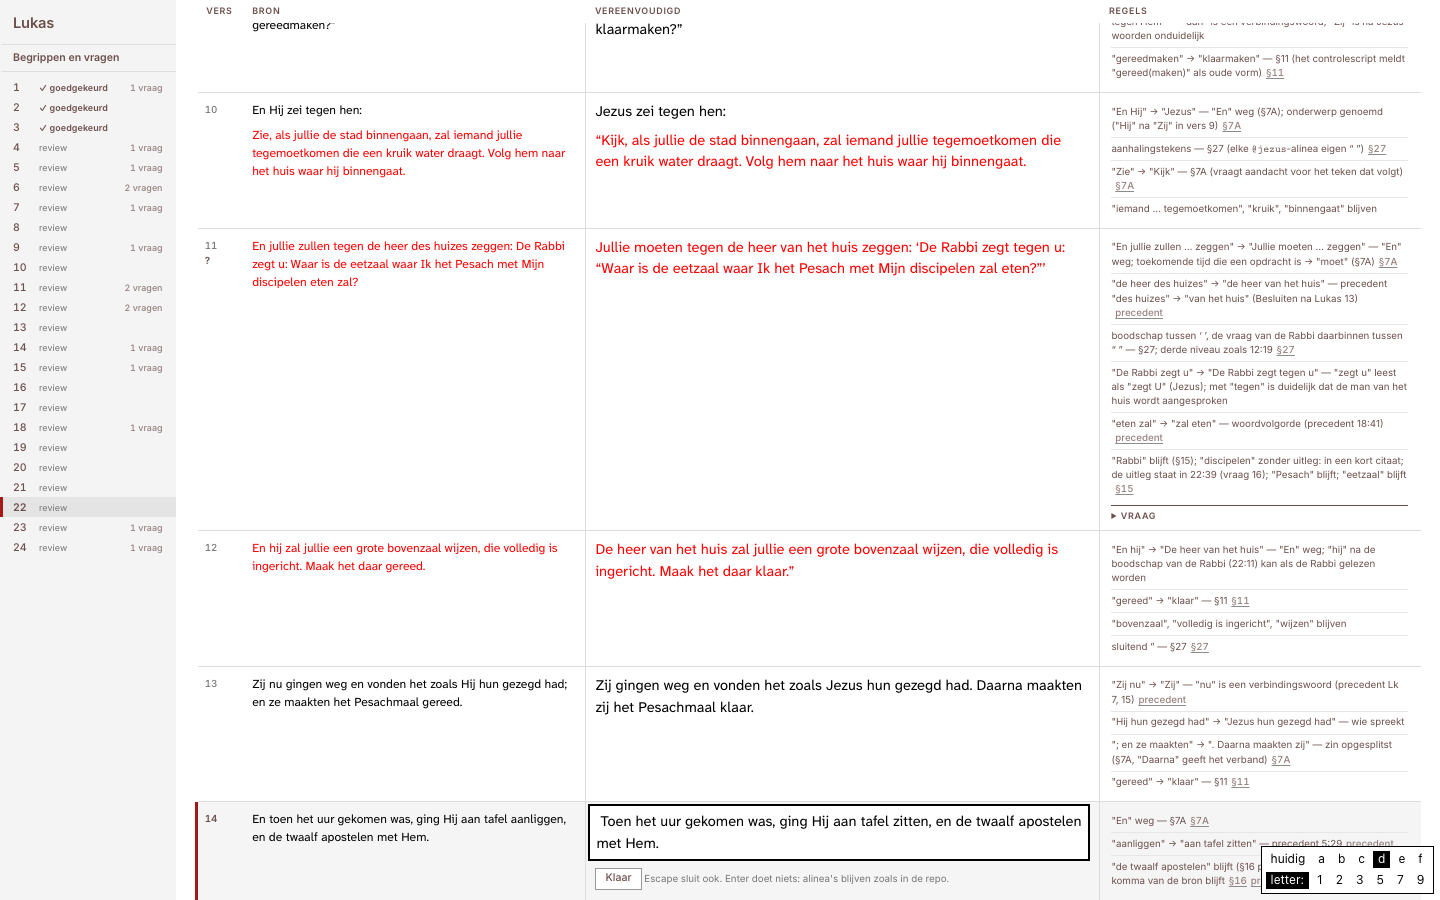 Lukas
Begrippen en vragen
1 ✓ goedgekeurd 1 vraag
2 ✓ goedgekeurd
3 ✓ goedgekeurd
4 review 1 vraag
5 review 1 vraag
6 review 2 vragen
7 review 1 vraag
8 review
9 review 1 vraag
10 review
11 review 2 vragen
12 review 2 vragen
13 review
14 review 1 vraag
15 review 1 vraag
16 review
17 review
18 review 1 vraag
19 review
20 review
21 review
22 review
23 review 1 vraag
24 review 1 vraag
VERS BRON VEREENVOUDIGD REGELS
gereedmaken?
klaarmaken?”
woorden onduidelijk
"gereedmaken" → "klaarmaken" — §11 (het controlescript meldt
"gereed(maken)" als oude vorm) §11
10
En Hij zei tegen hen:
Zie, als jullie de stad binnengaan, zal iemand jullie
tegemoetkomen die een kruik water draagt. Volg hem naar
het huis waar hij binnengaat.
Jezus zei tegen hen:
“Kijk, als jullie de stad binnengaan, zal iemand jullie tegemoetkomen die
een kruik water draagt. Volg hem naar het huis waar hij binnengaat.
"En Hij" → "Jezus" — "En" weg (§7A); onderwerp genoemd
("Hij" na "Zij" in vers 9) §7A
aanhalingstekens — §27 (elke @jezus-alinea eigen “ ”) §27
"Zie" → "Kijk" — §7A (vraagt aandacht voor het teken dat volgt)
§7A
"iemand ... tegemoetkomen", "kruik", "binnengaat" blijven
11
?
En jullie zullen tegen de heer des huizes zeggen: De Rabbi
zegt u: Waar is de eetzaal waar Ik het Pesach met Mijn
discipelen eten zal?
Jullie moeten tegen de heer van het huis zeggen: ‘De Rabbi zegt tegen u:
“Waar is de eetzaal waar Ik het Pesach met Mijn discipelen zal eten?”’
"En jullie zullen ... zeggen" → "Jullie moeten ... zeggen" — "En"
weg; toekomende tijd die een opdracht is → "moet" (§7A) §7A
"de heer des huizes" → "de heer van het huis" — precedent
"des huizes" → "van het huis" (Besluiten na Lukas 13)
precedent
boodschap tussen ‘ ’, de vraag van de Rabbi daarbinnen tussen
“ ” — §27; derde niveau zoals 12:19 §27
"De Rabbi zegt u" → "De Rabbi zegt tegen u" — "zegt u" leest
als "zegt U" (Jezus); met "tegen" is duidelijk dat de man van het
huis wordt aangesproken
"eten zal" → "zal eten" — woordvolgorde (precedent 18:41)
precedent
"Rabbi" blijft (§15); "discipelen" zonder uitleg: in een kort citaat;
de uitleg staat in 22:39 (vraag 16); "Pesach" blijft; "eetzaal" blijft
§15
▸ VRAAG
12
En hij zal jullie een grote bovenzaal wijzen, die volledig is
ingericht. Maak het daar gereed.
De heer van het huis zal jullie een grote bovenzaal wijzen, die volledig is
ingericht. Maak het daar klaar.”
"En hij" → "De heer van het huis" — "En" weg; "hij" na de
boodschap van de Rabbi (22:11) kan als de Rabbi gelezen
worden
"gereed" → "klaar" — §11 §11
"bovenzaal", "volledig is ingericht", "wijzen" blijven
sluitend ” — §27 §27
13
Zij nu gingen weg en vonden het zoals Hij hun gezegd had;
en ze maakten het Pesachmaal gereed.
Zij gingen weg en vonden het zoals Jezus hun gezegd had. Daarna maakten
zij het Pesachmaal klaar.
"Zij nu" → "Zij" — "nu" is een verbindingswoord (precedent Lk
7, 15) precedent
"Hij hun gezegd had" → "Jezus hun gezegd had" — wie spreekt
"; en ze maakten" → ". Daarna maakten zij" — zin opgesplitst
(§7A, "Daarna" geeft het verband) §7A
"gereed" → "klaar" — §11 §11
14
En toen het uur gekomen was, ging Hij aan tafel aanliggen,
en de twaalf apostelen met Hem.
Toen het uur gekomen was, ging Hij aan tafel zitten, en de twaalf apostelen
met Hem.
Klaar Escape sluit ook. Enter doet niets: alinea's blijven zoals in de repo.
"En" weg — §7A §7A
"aanliggen" → "aan tafel zitten" — precedent 5:29 precedent
"de twaalf apostelen" blijft (§16
komma van de bron blijft §16
huidig a b c d e f
letter: 1 2 3 5 7 9